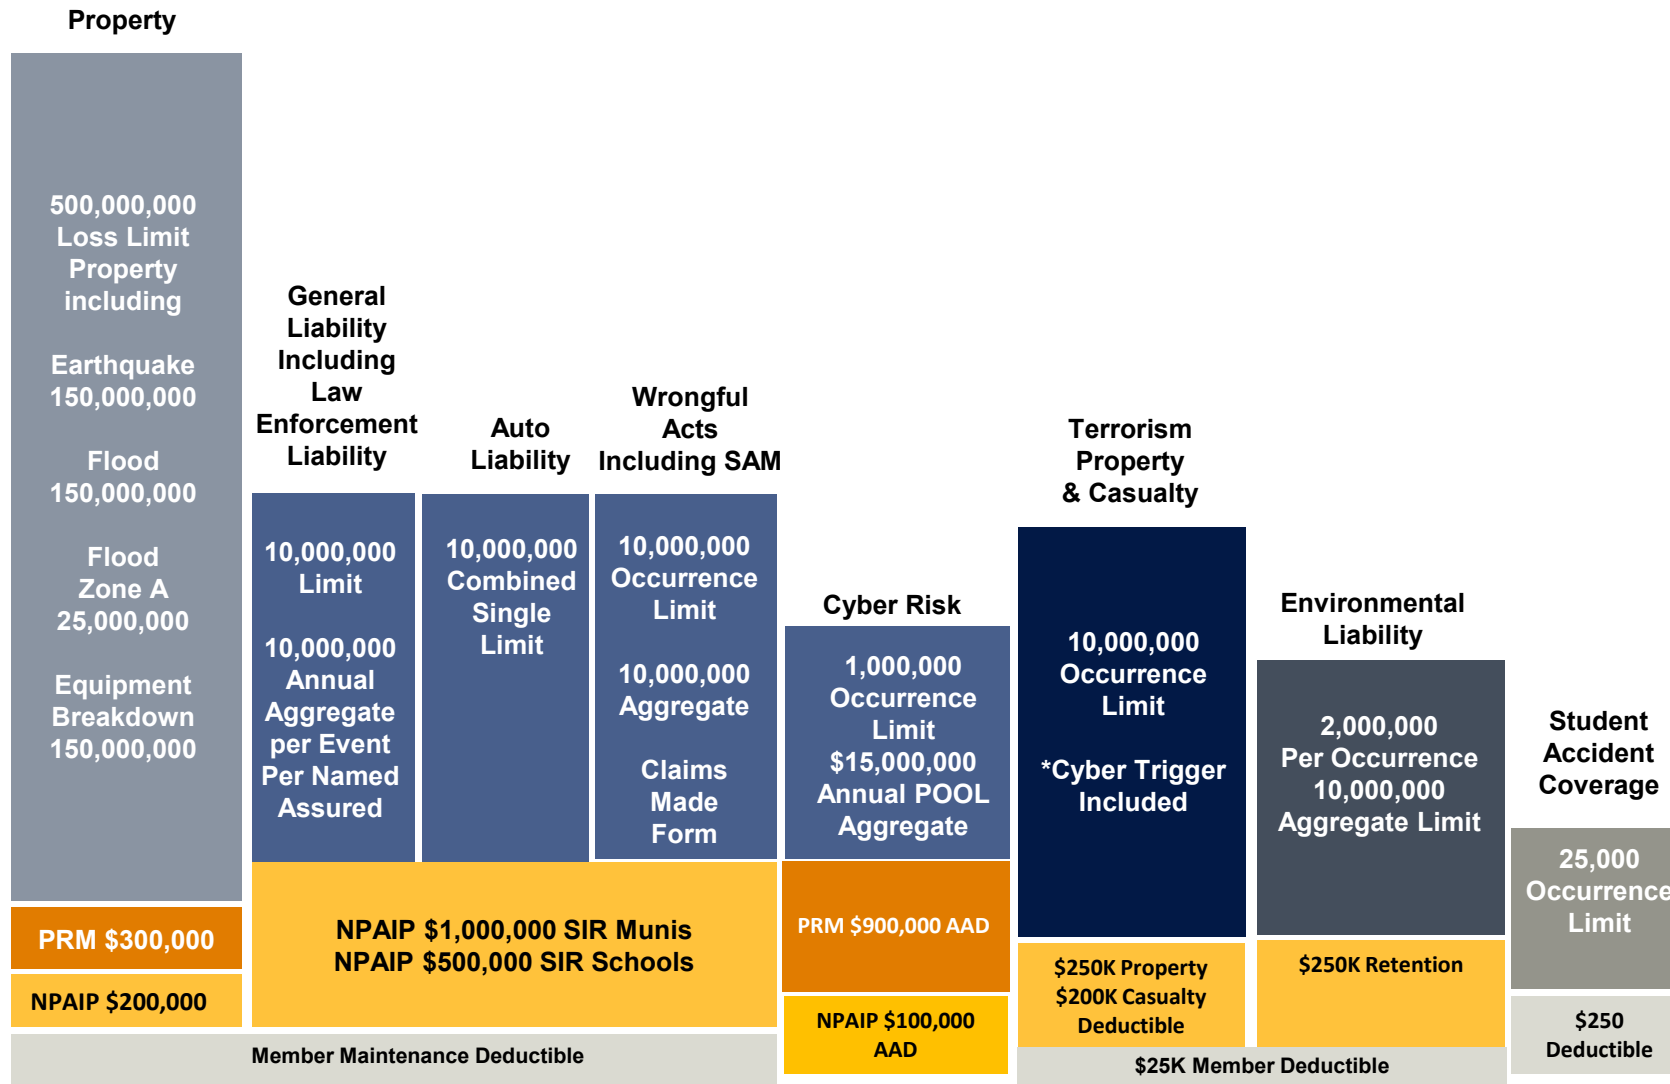 Property
500,000,000
Loss Limit
Property
including
Earthquake
150,000,000
Flood
150,000,000
Flood
Zone A
25,000,000
Equipment
Breakdown
150,000,000
PRM $300,000
NPAIP $200,000
General
Liability
Including
Law
Enforcement
Liability
10,000,000
Limit
10,000,000
Annual
Aggregate
per Event
Per Named
Assured
Auto
Liability
10,000,000
Combined
Single
Limit
Wrongful
Acts
Including SAM
10,000,000
Occurrence
Limit
10,000,000
Aggregate
Claims
Made
Form
NPAIP $1,000,000 SIR Munis
NPAIP $500,000 SIR Schools
Member Maintenance Deductible
Cyber Risk
1,000,000
Occurrence
Limit
$15,000,000
Annual POOL
Aggregate
PRM $900,000 AAD
NPAIP $100,000
AAD
Terrorism
Property
& Casualty
10,000,000
Occurrence
Limit
*Cyber Trigger
Included
$250K Property
$200K Casualty
Deductible
Environmental
Liability
2,000,000
Per Occurrence
10,000,000
Aggregate Limit
$250K Retention
$25K Member Deductible
Student
Accident
Coverage
25,000
Occurrence
Limit
$250
Deductible